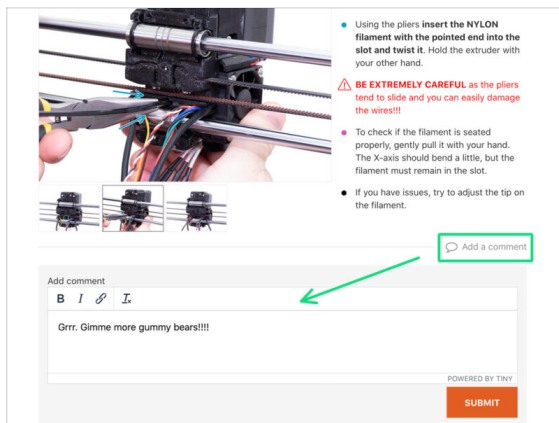 Using the pliers insert the NYLON
filament with the pointed end into the
slot and twist it. Hold the extruder with
your other hand.
BE EXTREMELY CAREFUL as the pliers
tend to slide and you can easily damage
the wires!!!
To check if the filament is seated
properly, gently pull it with your hand.
The X-axis should bend a little, but the
filament must remain in the slot.
If you have issues, try to adjust the tip on
the filament.
Add a comment
Add comment
B I
Grrr. Gimme more gummy bears!!!!
POWERED BY TINY
SUBMIT